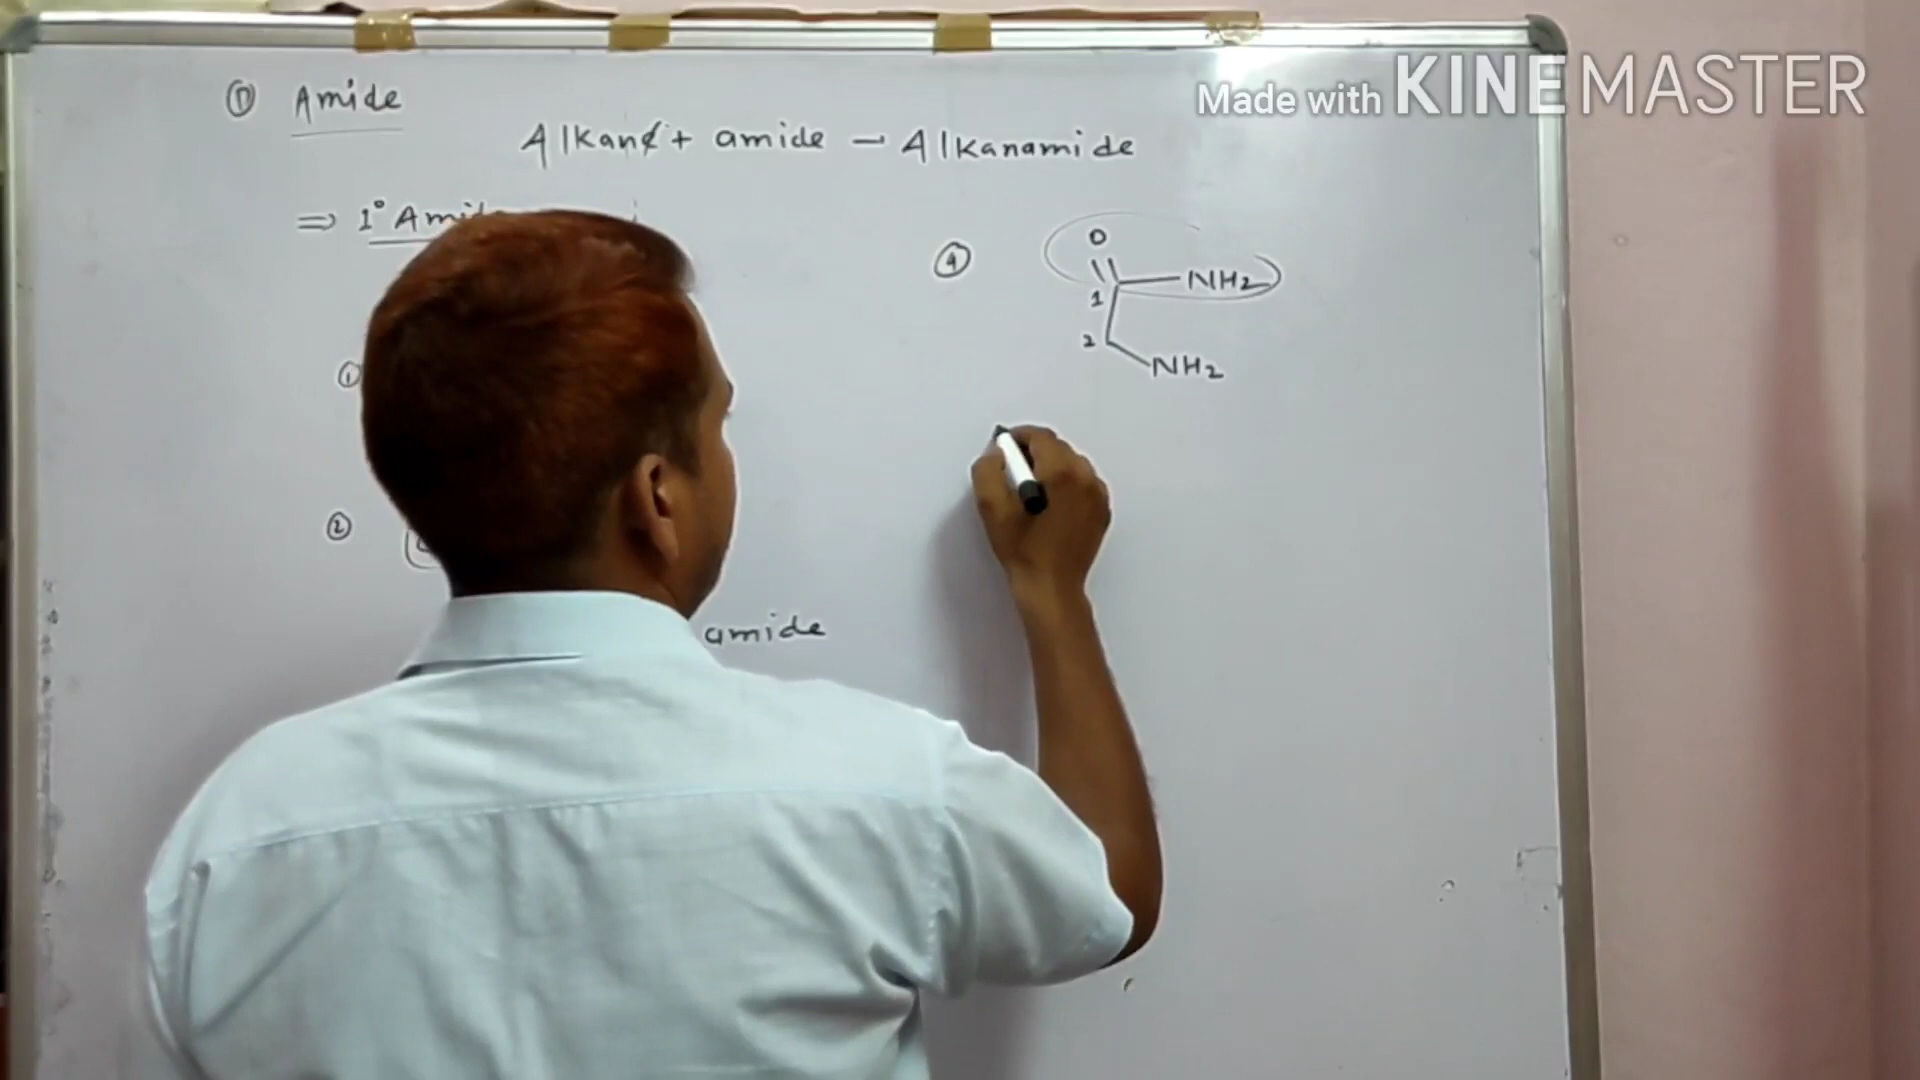 ① Amide
Made with KINEMASTER
Alkane + amide — Alkanamide
⇒ 1° Amide
④
O
1
NH2
2
NH2
①
②
amide